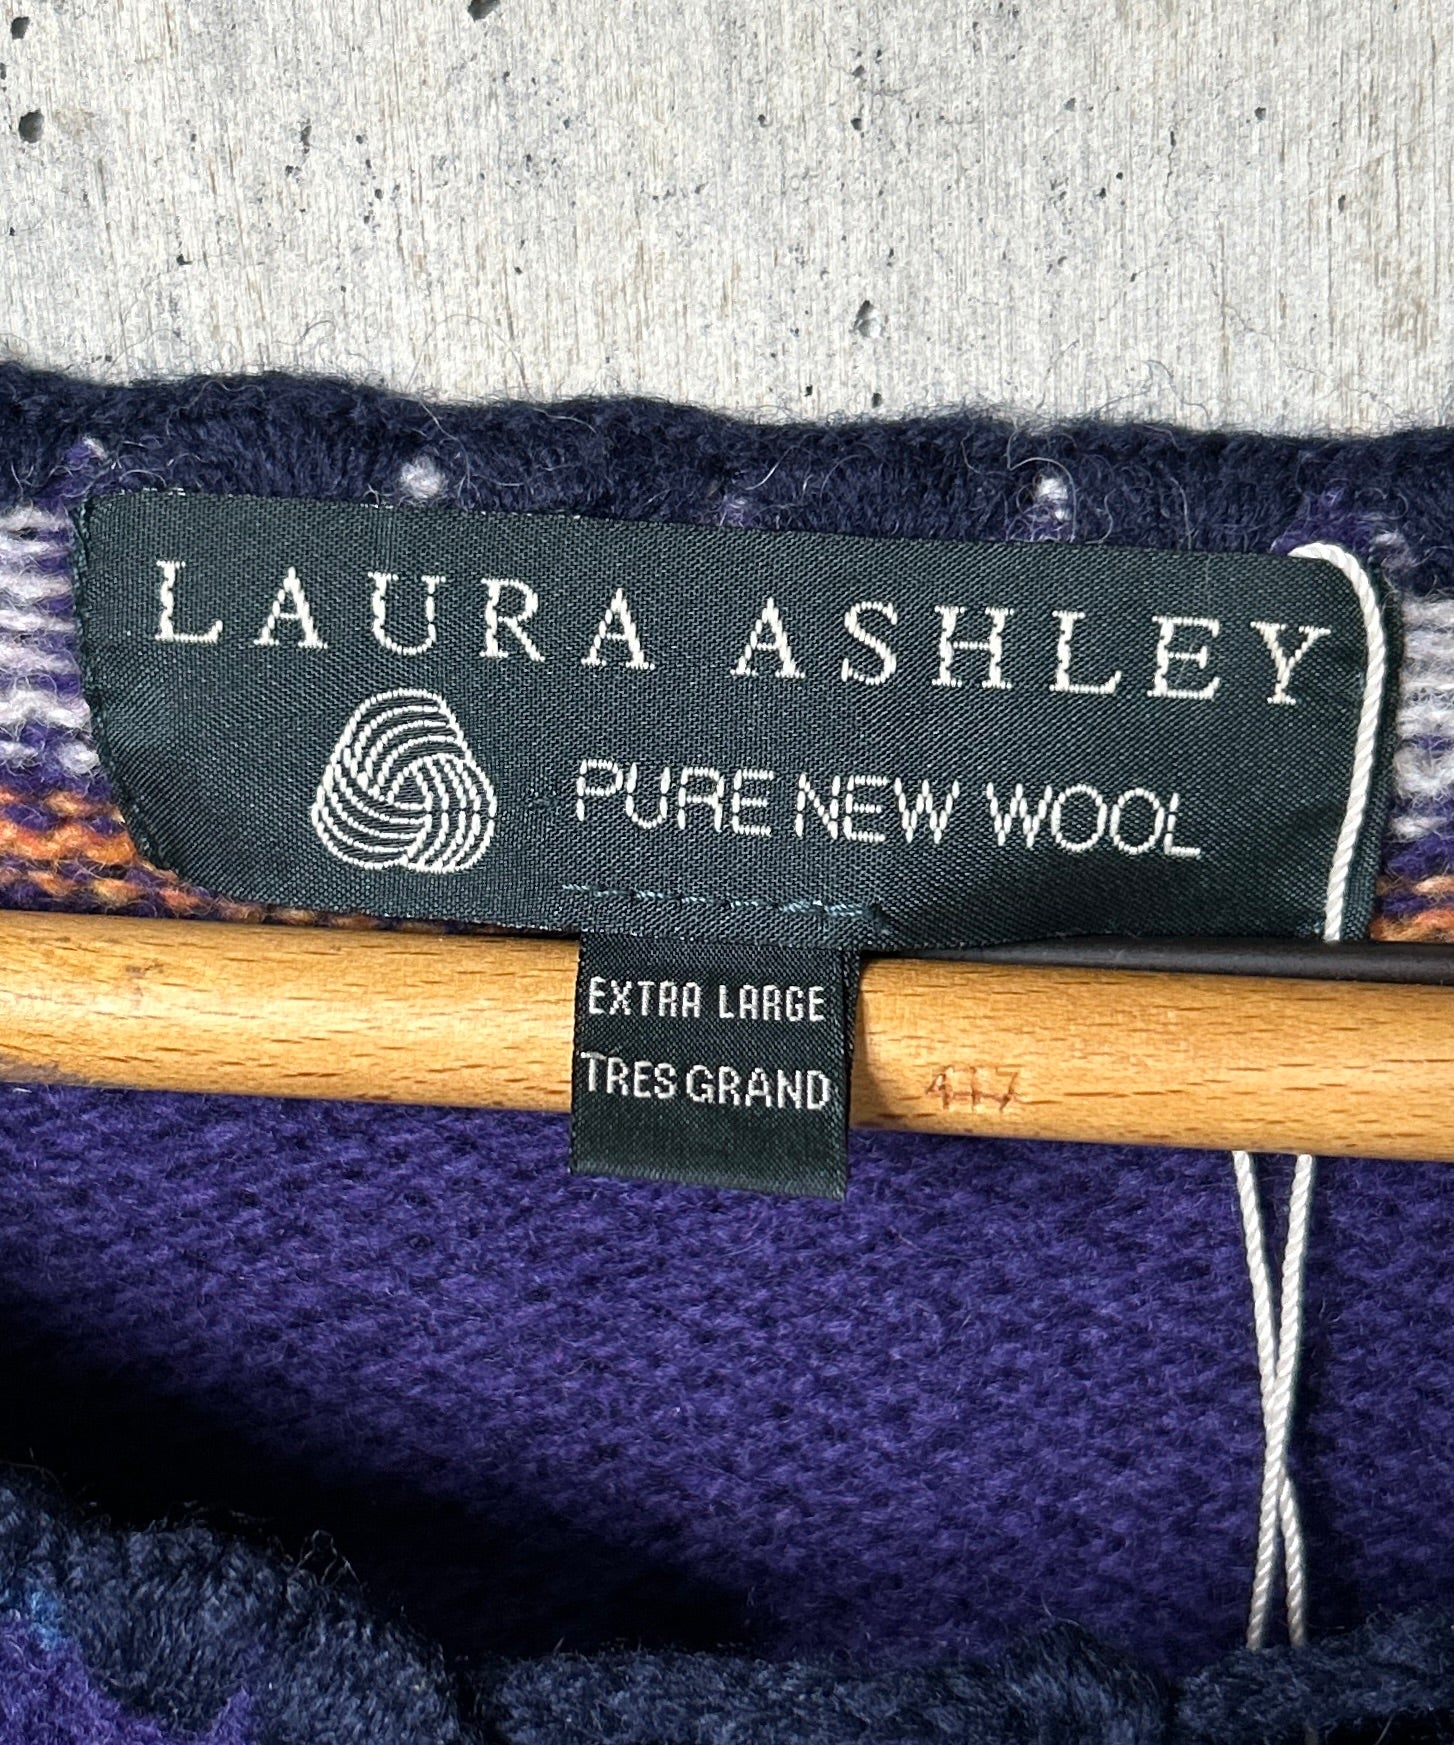 LAURA ASHLEY
PURE NEW WOOL
EXTRA LARGE
TRES GRAND
417